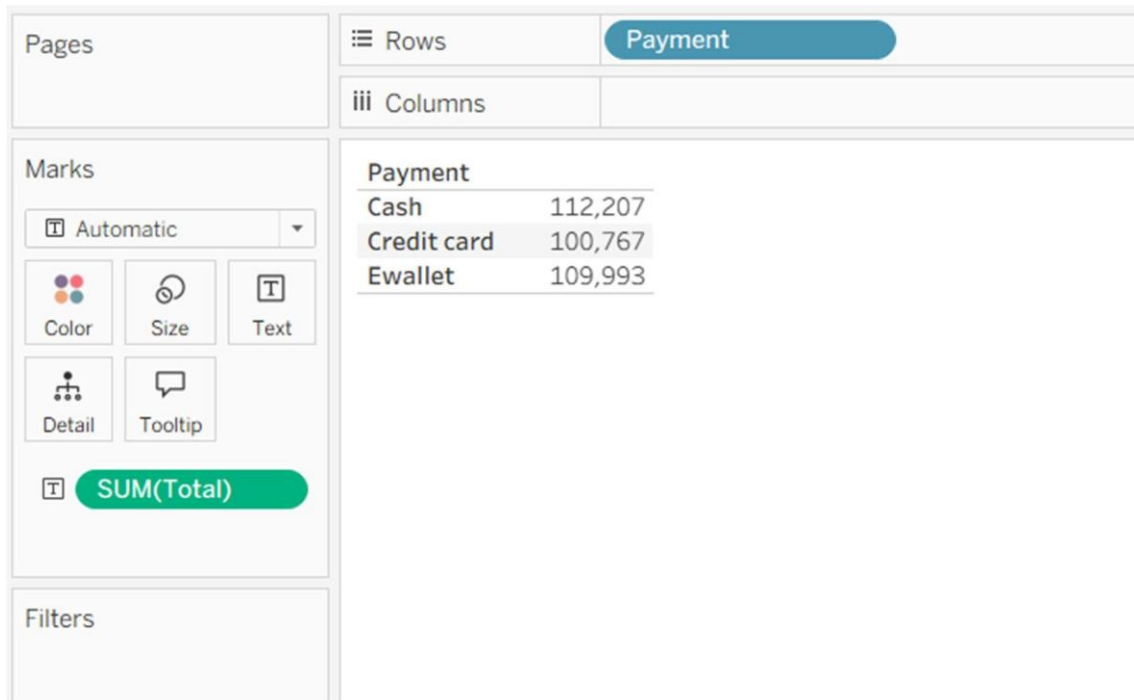 Pages
Rows
Payment
Columns
Marks
Automatic
Color
Size
Text
Detail
Tooltip
SUM(Total)
Filters
Payment
Cash 112,207
Credit card 100,767
Ewallet 109,993